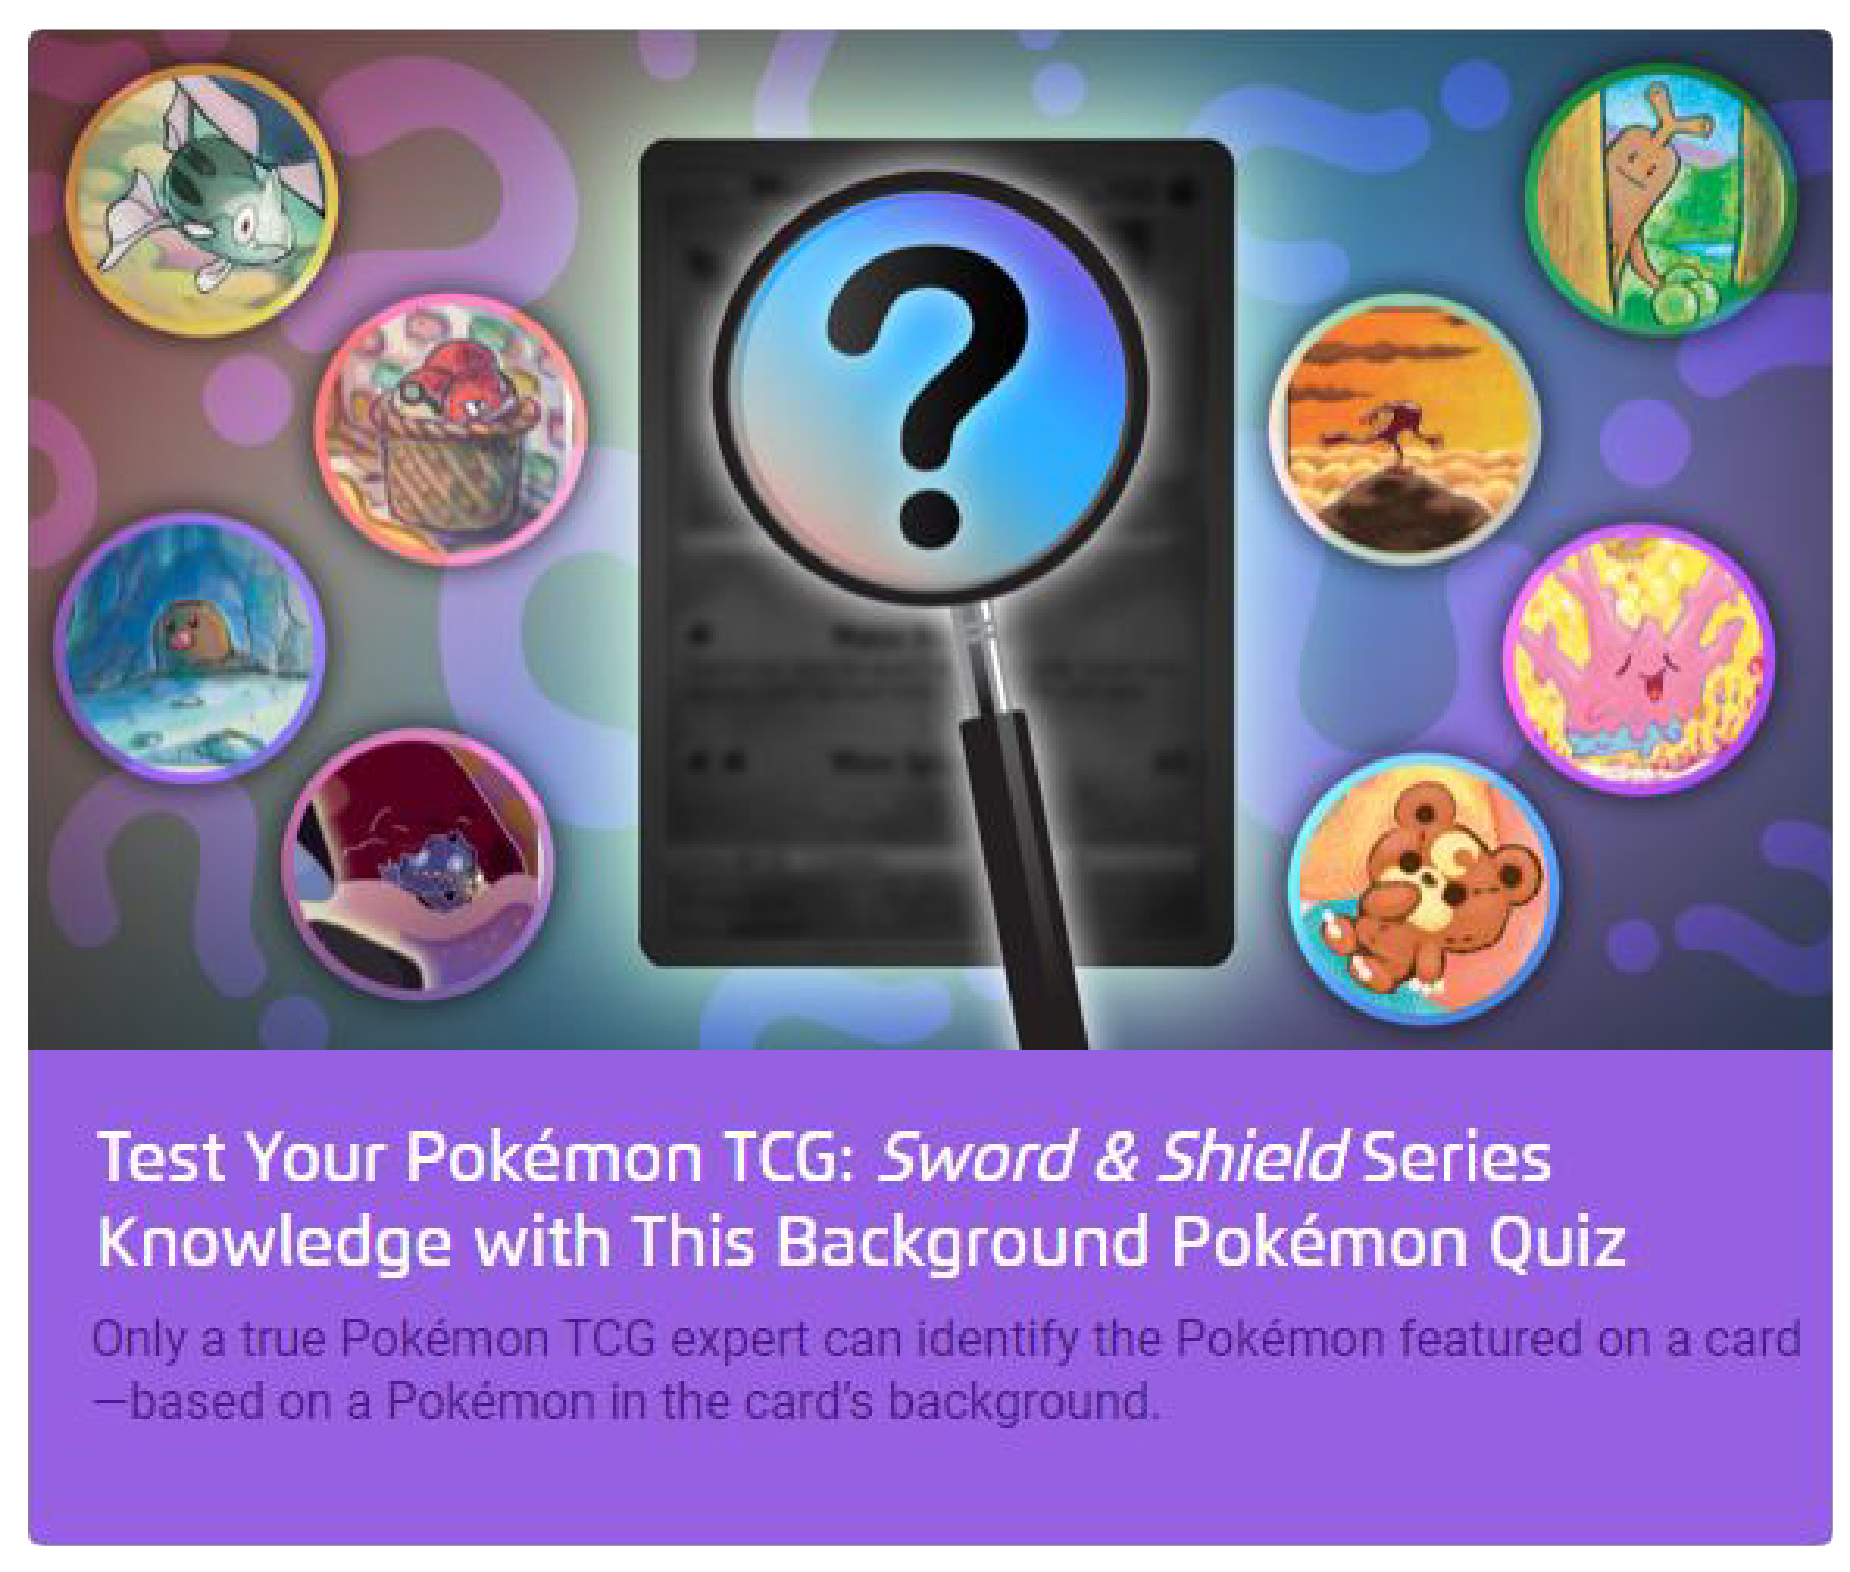 ?
Test Your Pokémon TCG: Sword & Shield Series
Knowledge with This Background Pokémon Quiz
Only a true Pokémon TCG expert can identify the Pokémon featured on a card
—based on a Pokémon in the card's background.